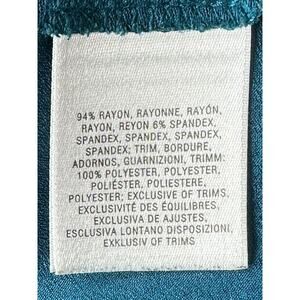 94% RAYON, RAYONNE, RAYÓN,
RAYON, REYON 6% SPANDEX,
SPANDEX, SPANDEX, SPANDEX,
SPANDEX; TRIM, BORDURE,
ADORNOS, GUARNIZIONI, TRIMM:
100% POLYESTER, POLYESTER,
POLIÉSTER, POLIESTERE,
POLYESTER; EXCLUSIVE OF TRIMS,
EXCLUSIVITÉ DES ÉQUILIBRES,
EXCLUSIVA DE AJUSTES,
ESCLUSIVA LONTANO DISPOSIZIONI,
EXKLUSIV OF TRIMS